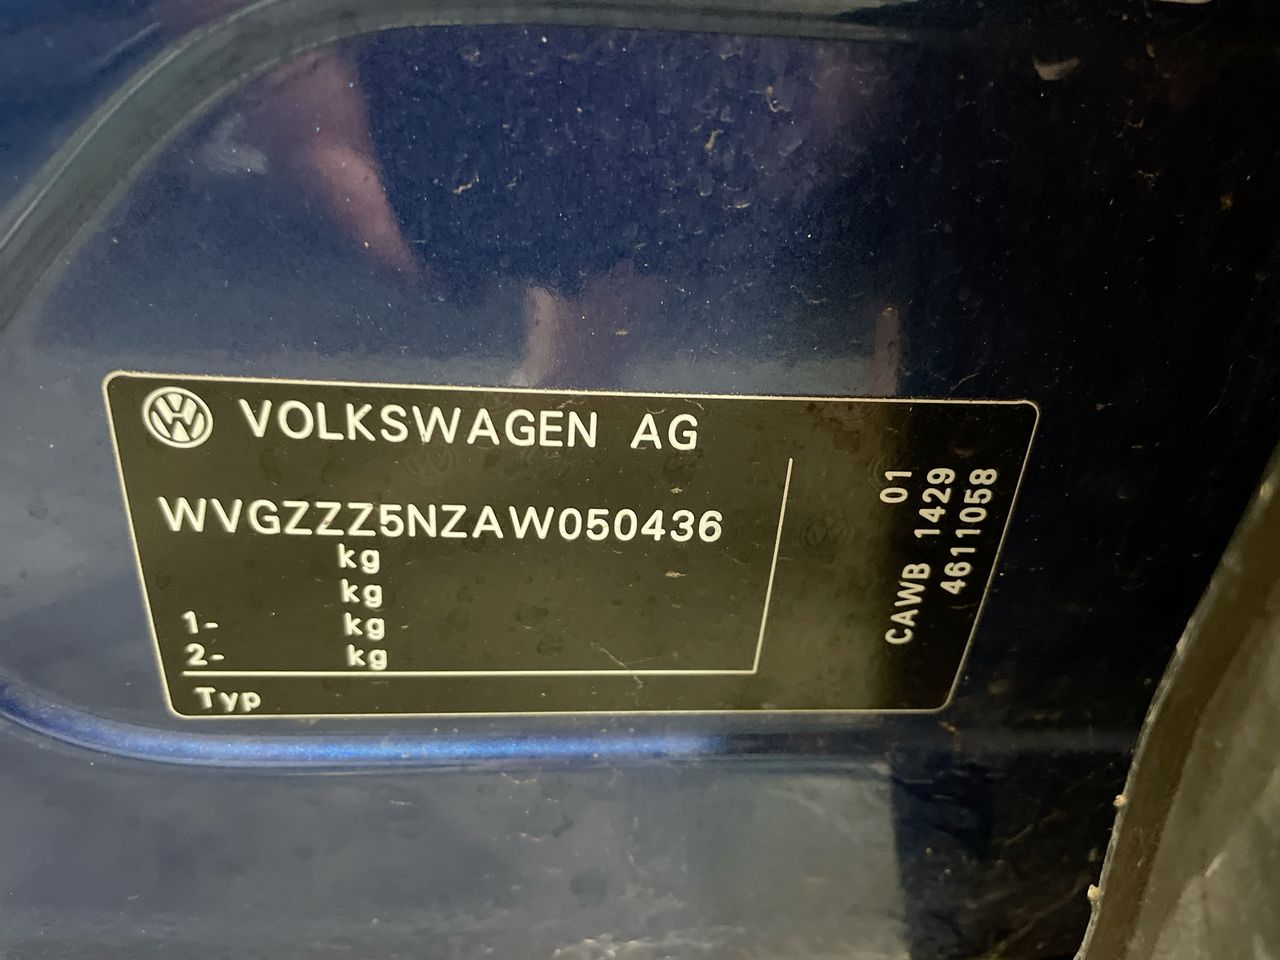 VOLKSWAGEN AG
WVGZZZ5NZAW050436
kg
kg
1- kg
2- kg
Typ
01
CAWB 1429
4611058